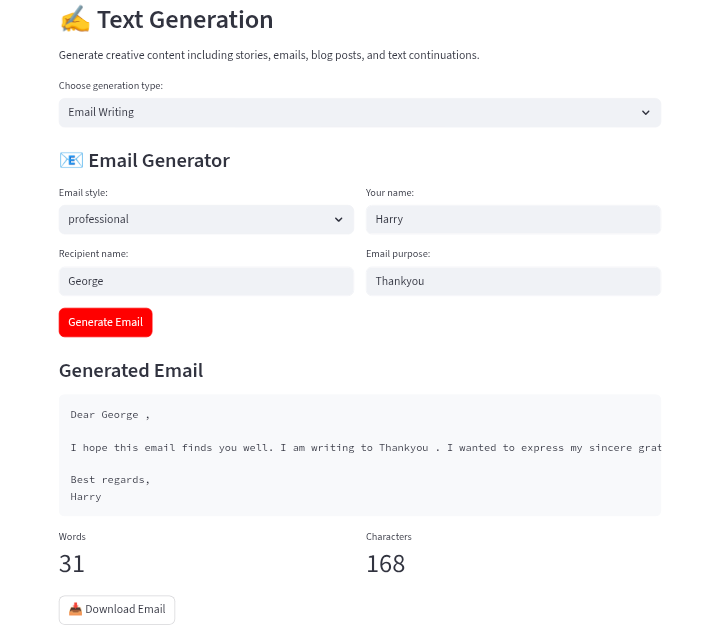 ✍️ Text Generation
Generate creative content including stories, emails, blog posts, and text continuations.
Choose generation type:
Email Writing
📧 Email Generator
Email style:
Your name:
professional
Harry
Recipient name:
Email purpose:
George
Thankyou
Generate Email
Generated Email
Dear George ,
I hope this email finds you well. I am writing to Thankyou . I wanted to express my sincere grat
Best regards,
Harry
Words
Characters
31
168
📥 Download Email